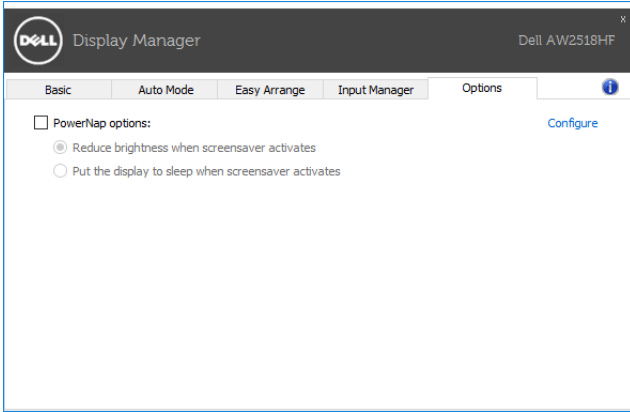 x
DELL Display Manager Dell AW2518HF
Basic Auto Mode Easy Arrange Input Manager Options i
PowerNap options: Configure
Reduce brightness when screensaver activates
Put the display to sleep when screensaver activates